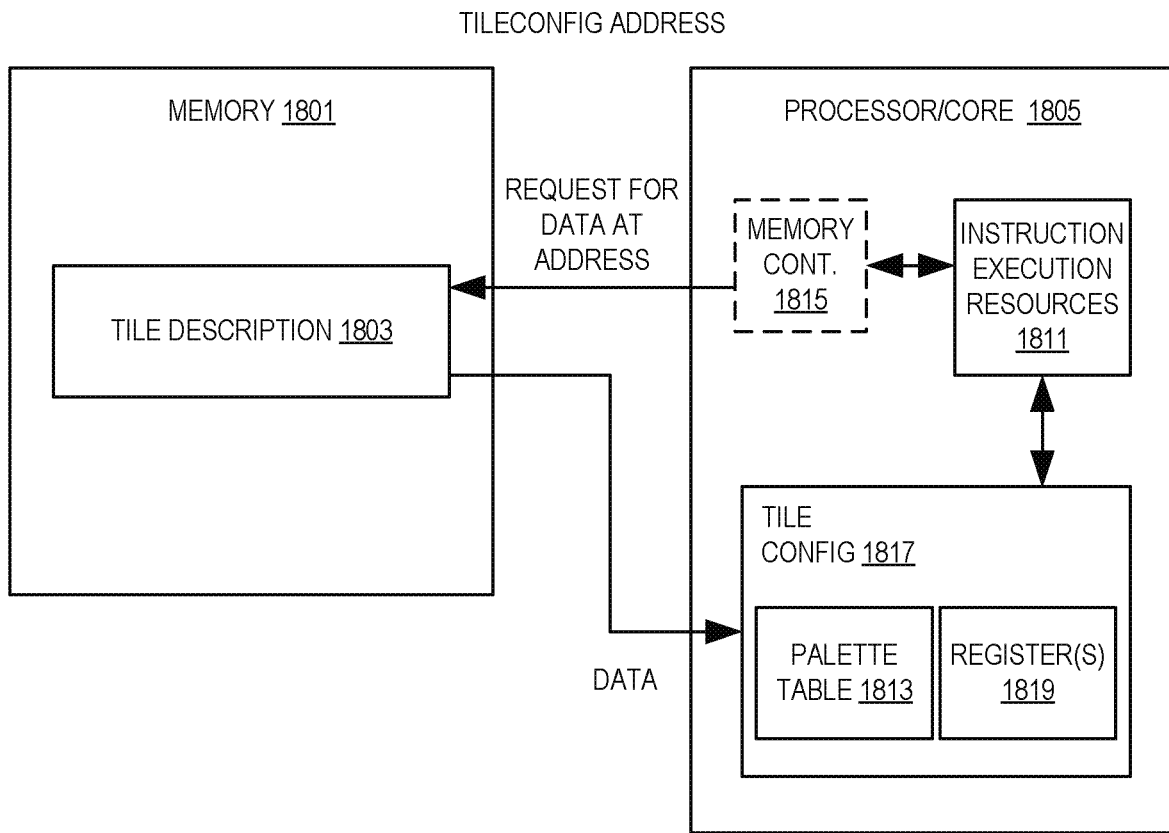 TILECONFIG ADDRESS
MEMORY 1801
PROCESSOR/CORE 1805
REQUEST FOR
DATA AT
ADDRESS
MEMORY
CONT.
1815
INSTRUCTION
EXECUTION
RESOURCES
1811
TILE DESCRIPTION 1803
TILE
CONFIG 1817
PALETTE
TABLE 1813
REGISTER(S)
1819
DATA